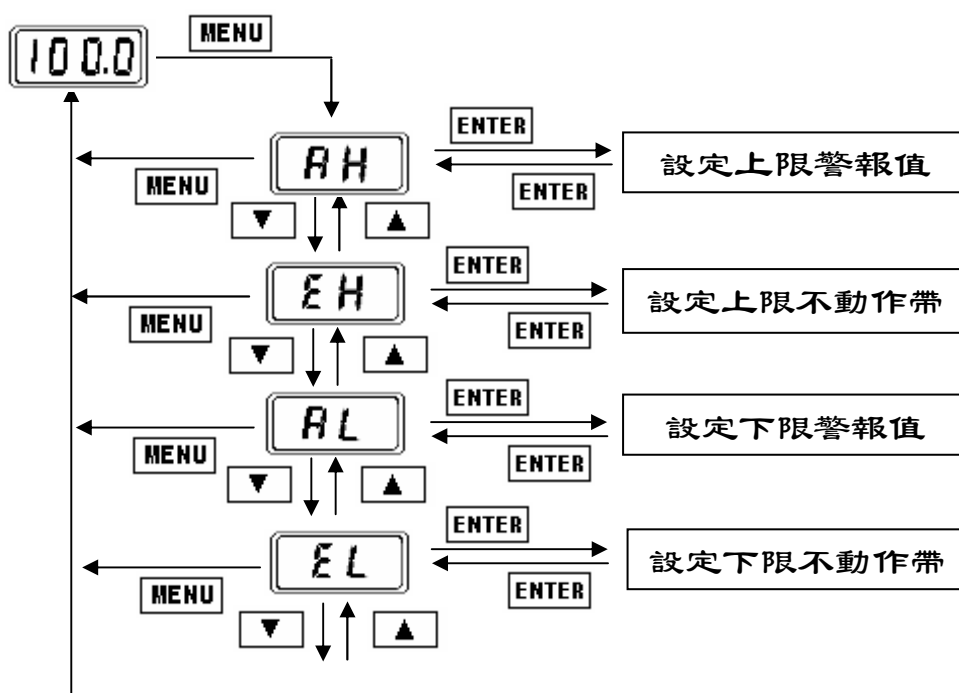 MENU
100.0
ENTER
AH
設定上限警報值
MENU
ENTER
▼ ▲
ENTER
EH
設定上限不動作帶
MENU
ENTER
▼ ▲
ENTER
AL
設定下限警報值
MENU
ENTER
▼ ▲
ENTER
EL
設定下限不動作帶
MENU
ENTER
▼ ▲